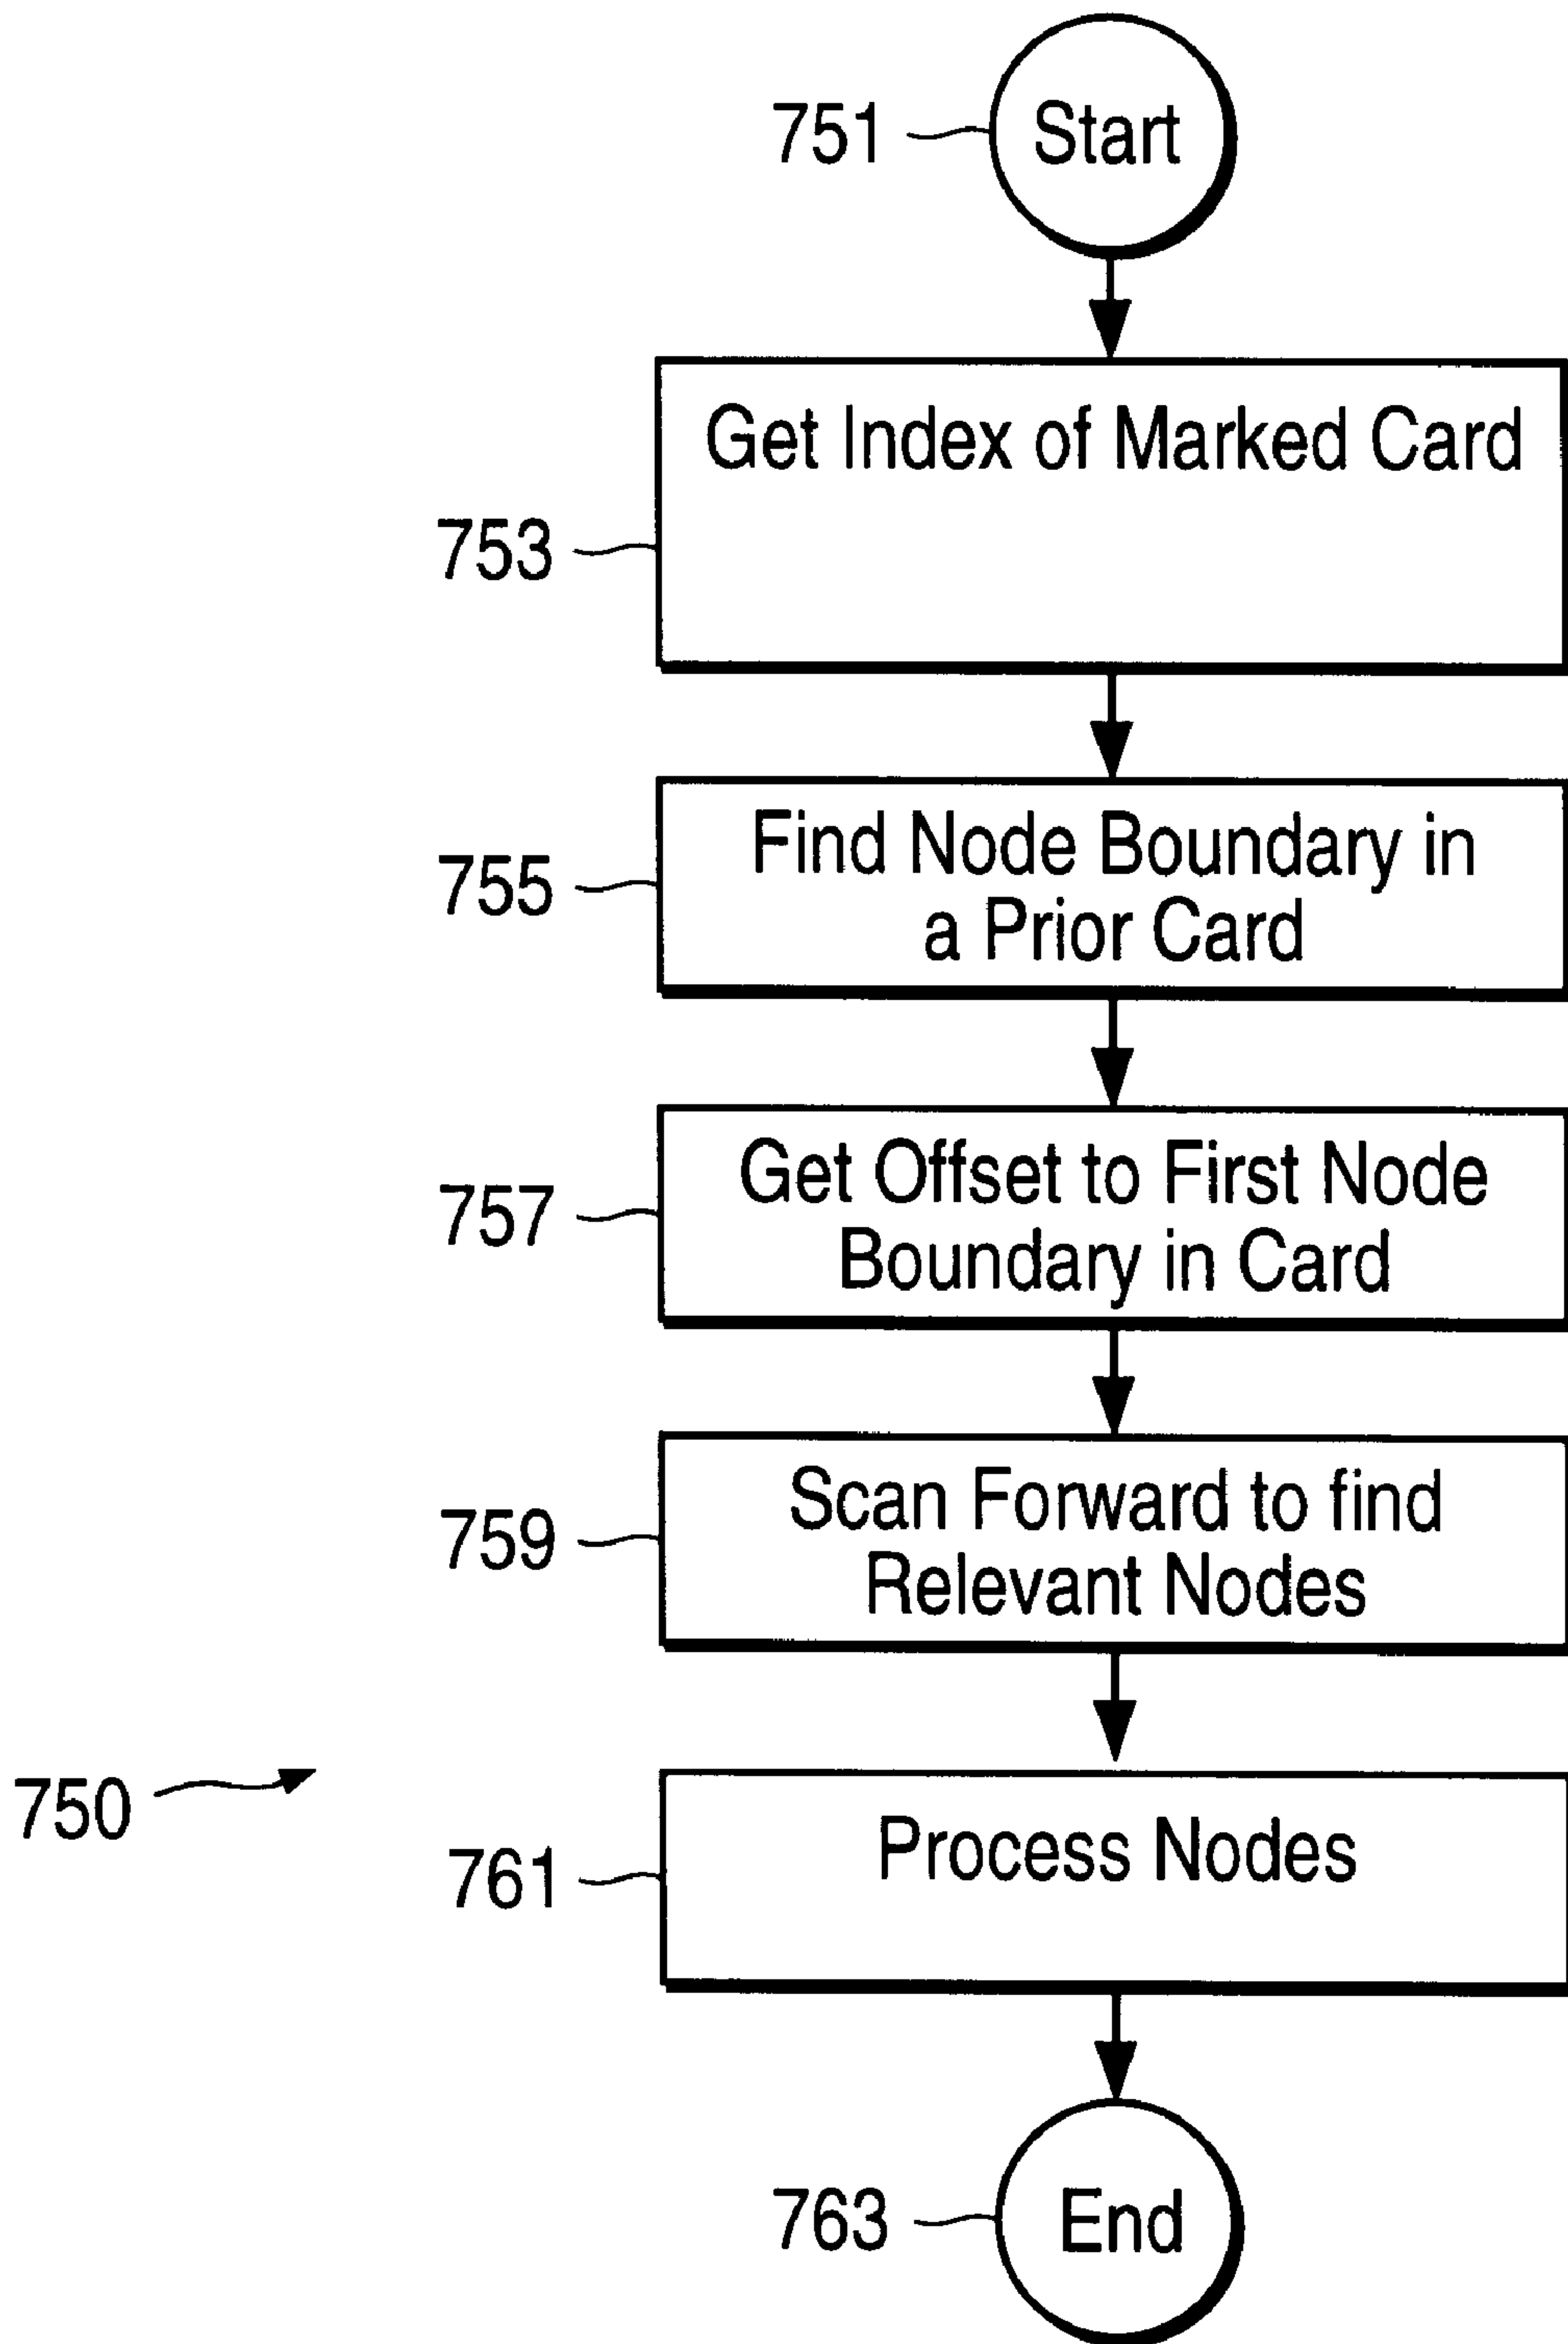 751
Start
Get Index of Marked Card
753
Find Node Boundary in
a Prior Card
755
Get Offset to First Node
Boundary in Card
757
Scan Forward to find
Relevant Nodes
759
750
Process Nodes
761
763
End